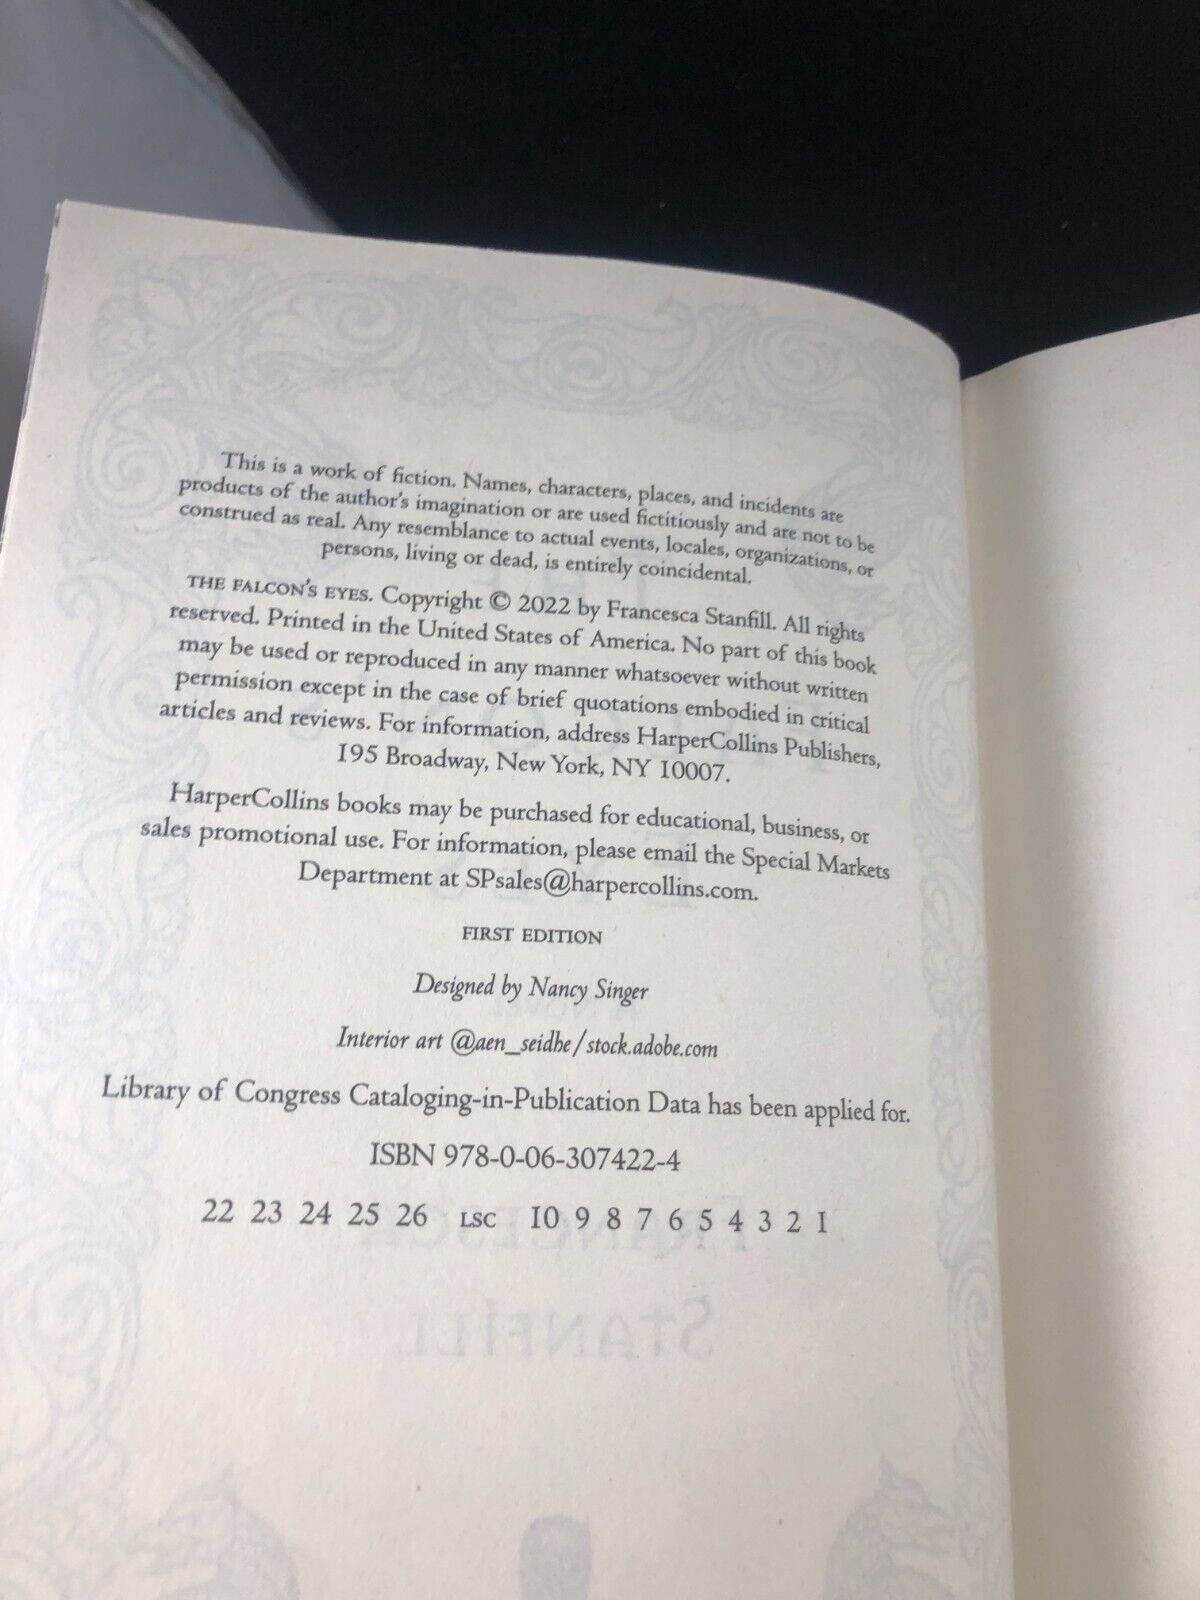 This is a work of fiction. Names, characters, places, and incidents are
products of the author's imagination or are used fictitiously and are not to be
construed as real. Any resemblance to actual events, locales, organizations, or
persons, living or dead, is entirely coincidental.
THE FALCON'S EYES. Copyright © 2022 by Francesca Stanfill. All rights
reserved. Printed in the United States of America. No part of this book
may be used or reproduced in any manner whatsoever without written
permission except in the case of brief quotations embodied in critical
articles and reviews. For information, address HarperCollins Publishers,
195 Broadway, New York, NY 10007.
HarperCollins books may be purchased for educational, business, or
sales promotional use. For information, please email the Special Markets
Department at SPsales@harpercollins.com.
FIRST EDITION
Designed by Nancy Singer
Interior art @aen_seidhe/stock.adobe.com
Library of Congress Cataloging-in-Publication Data has been applied for.
ISBN 978-0-06-307422-4
22 23 24 25 26 LSC 10 9 8 7 6 5 4 3 2 1